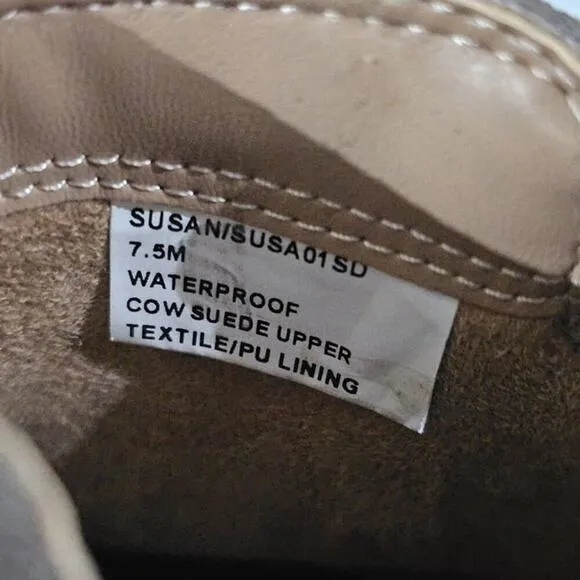 SUSAN/SUSA01SD
7.5M
WATERPROOF
COW SUEDE UPPER
TEXTILE/PU LINING